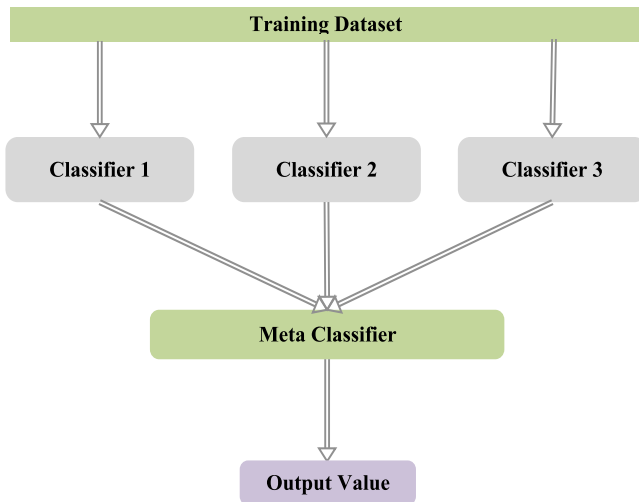 Training Dataset
Classifier 1
Classifier 2
Classifier 3
Meta Classifier
Output Value